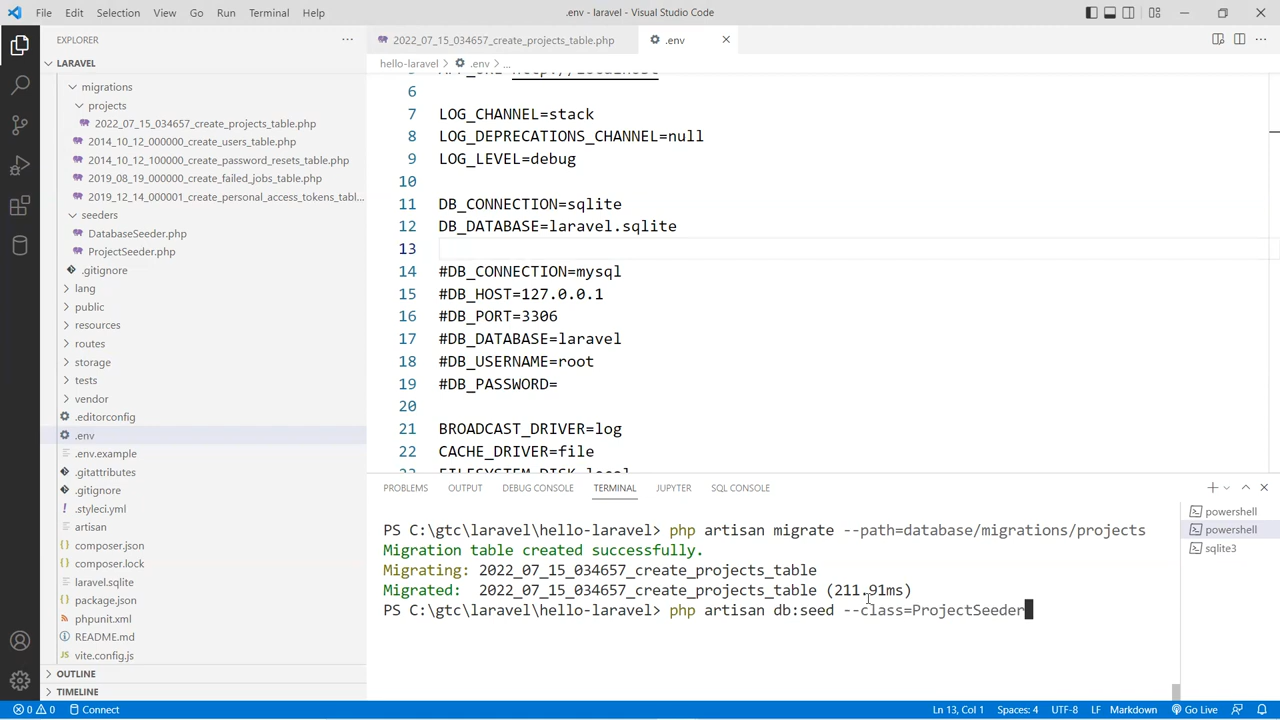 File Edit Selection View Go Run Terminal Help
.env - laravel - Visual Studio Code
EXPLORER
LARAVEL
migrations
projects
2022_07_15_034657_create_projects_table.php
2014_10_12_000000_create_users_table.php
2014_10_12_100000_create_password_resets_table.php
2019_08_19_000000_create_failed_jobs_table.php
2019_12_14_000001_create_personal_access_tokens_tabl...
seeders
DatabaseSeeder.php
ProjectSeeder.php
.gitignore
lang
public
resources
routes
storage
tests
vendor
.editorconfig
.env
.env.example
.gitattributes
.gitignore
.styleci.yml
artisan
composer.json
composer.lock
laravel.sqlite
package.json
phpunit.xml
README.md
vite.config.js
OUTLINE
TIMELINE
2022_07_15_034657_create_projects_table.php
.env
hello-laravel > .env > ...
6
7 LOG_CHANNEL=stack
8 LOG_DEPRECATIONS_CHANNEL=null
9 LOG_LEVEL=debug
10
11 DB_CONNECTION=sqlite
12 DB_DATABASE=laravel.sqlite
13
14 #DB_CONNECTION=mysql
15 #DB_HOST=127.0.0.1
16 #DB_PORT=3306
17 #DB_DATABASE=laravel
18 #DB_USERNAME=root
19 #DB_PASSWORD=
20
21 BROADCAST_DRIVER=log
22 CACHE_DRIVER=file
PROBLEMS OUTPUT DEBUG CONSOLE TERMINAL JUPYTER SQL CONSOLE
PS C:\gtc\laravel\hello-laravel> php artisan migrate --path=database/migrations/projects
Migration table created successfully.
Migrating: 2022_07_15_034657_create_projects_table
Migrated:  2022_07_15_034657_create_projects_table (211.91ms)
PS C:\gtc\laravel\hello-laravel> php artisan db:seed --class=ProjectSeeder
powershell
powershell
sqlite3
0 0 Connect
Ln 13, Col 1 Spaces: 4 UTF-8 LF Markdown Go Live